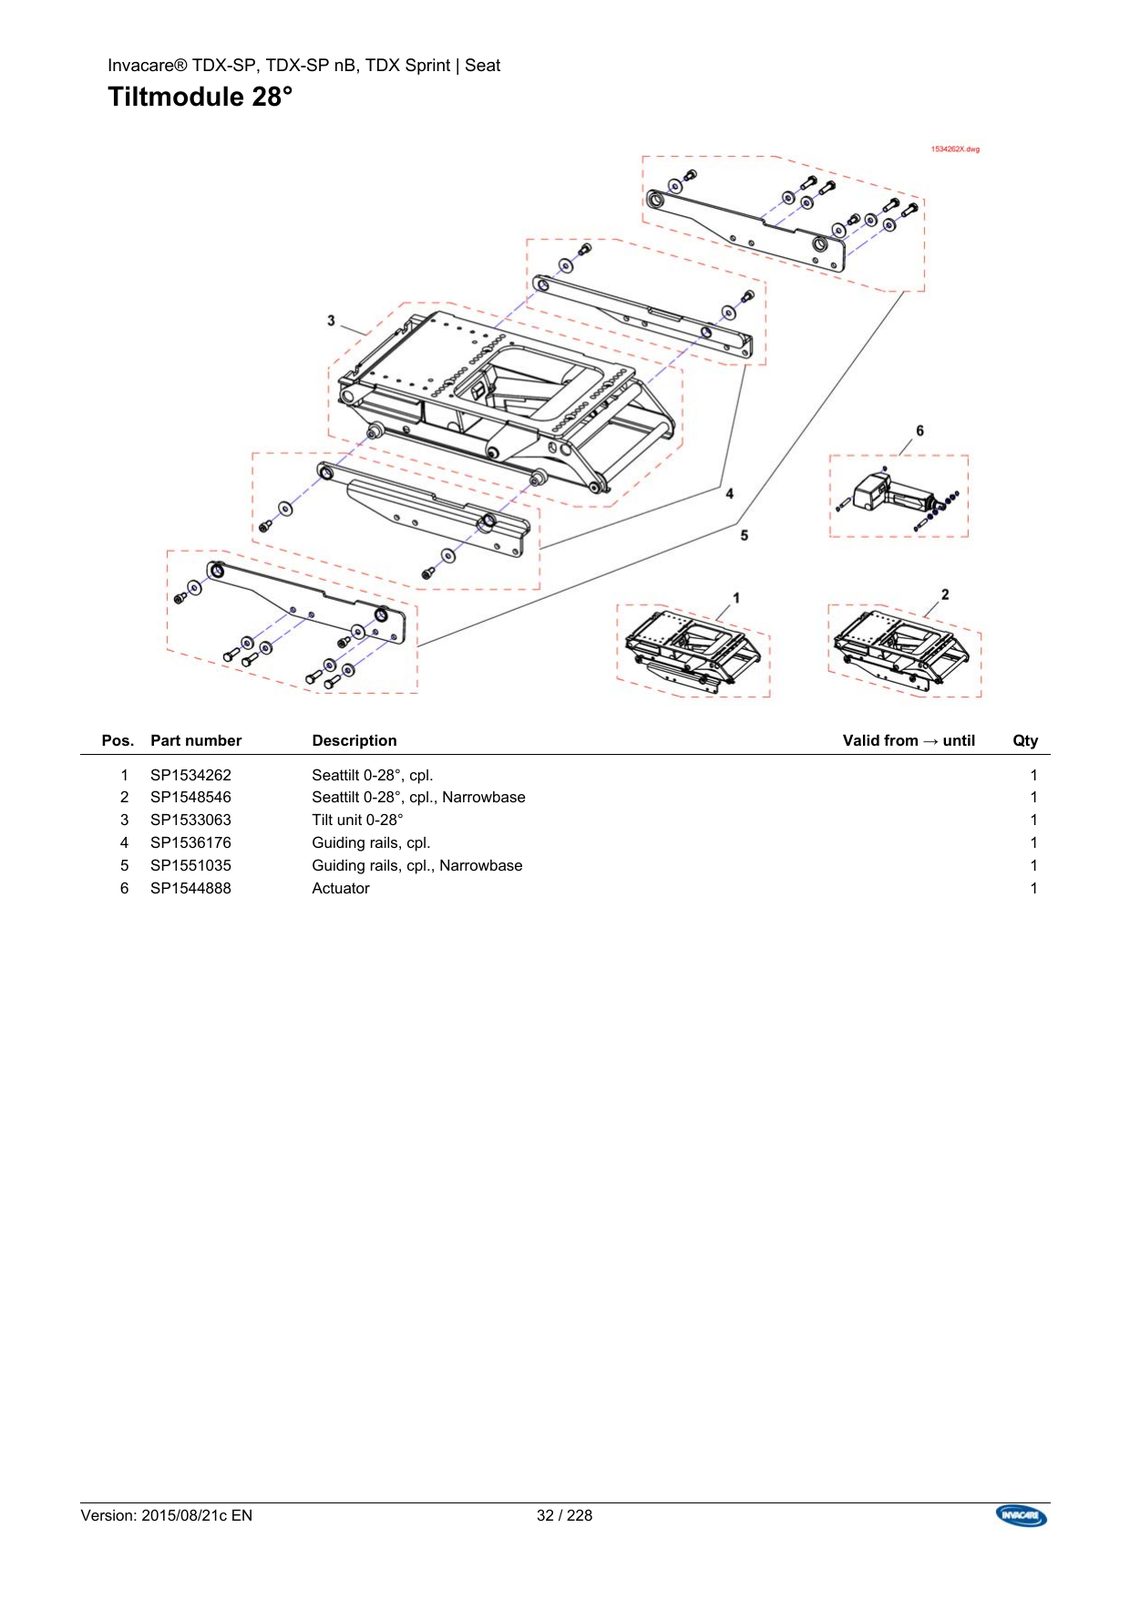 Invacare® TDX-SP, TDX-SP nB, TDX Sprint | Seat
Tiltmodule 28°
1534262X.dwg
3
6
4
5
1
2
Pos. Part number Description Valid from → until Qty
1 SP1534262 Seattilt 0-28°, cpl. 1
2 SP1548546 Seattilt 0-28°, cpl., Narrowbase 1
3 SP1533063 Tilt unit 0-28° 1
4 SP1536176 Guiding rails, cpl. 1
5 SP1551035 Guiding rails, cpl., Narrowbase 1
6 SP1544888 Actuator 1
Version: 2015/08/21c EN 32 / 228
INVACARE